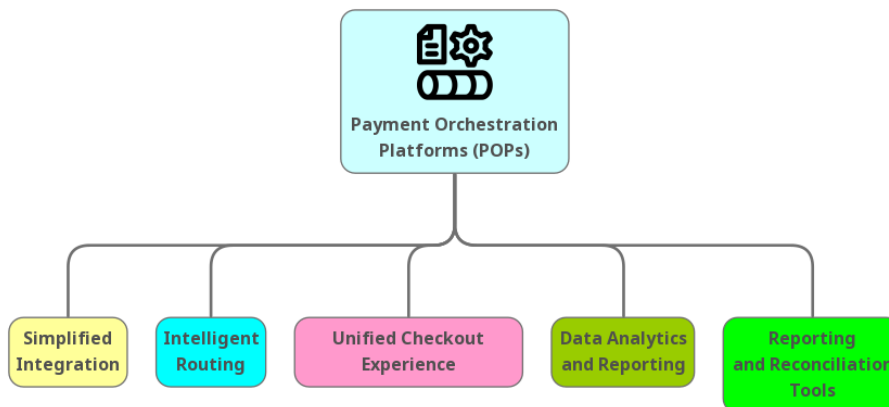 Payment Orchestration
Platforms (POPs)
Simplified
Integration
Intelligent
Routing
Unified Checkout
Experience
Data Analytics
and Reporting
Reporting
and Reconciliation
Tools